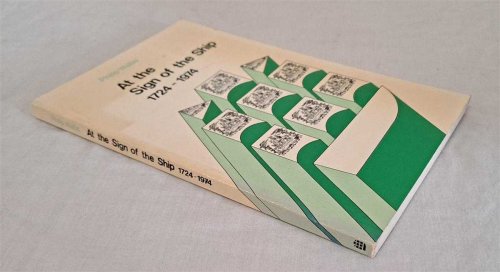 At the
Sign of the Ship
1724-1974
At the Sign of the Ship 1724-1974